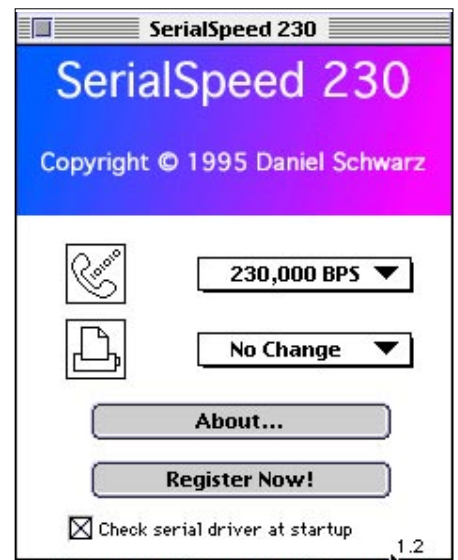 SerialSpeed 230
SerialSpeed 230
Copyright © 1995 Daniel Schwarz
230,000 BPS
No Change
About...
Register Now!
Check serial driver at startup
1.2